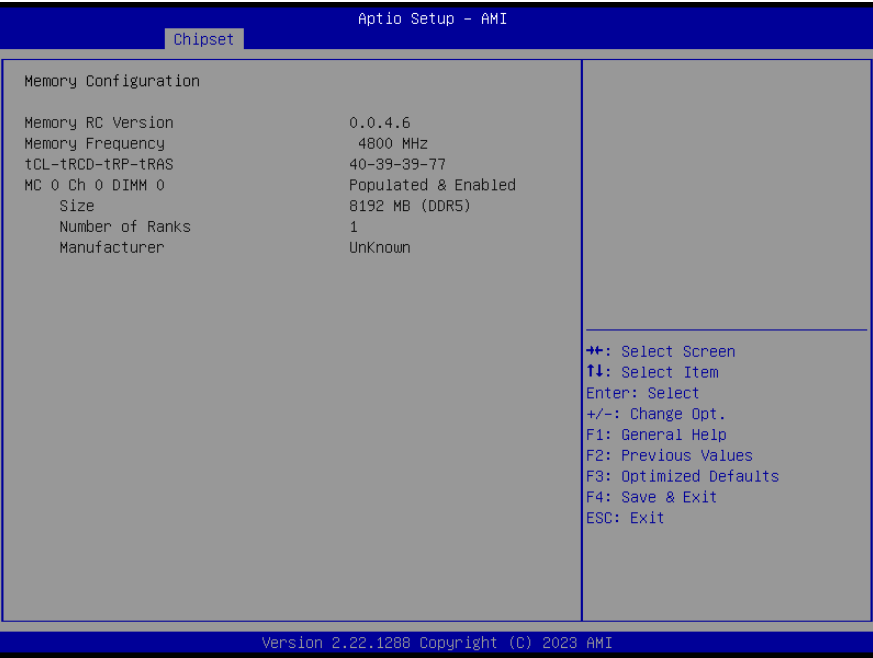 Aptio Setup – AMI
Chipset
Memory Configuration
Memory RC Version 0.0.4.6
Memory Frequency 4800 MHz
tCL-tRCD-tRP-tRAS 40-39-39-77
MC 0 Ch 0 DIMM 0 Populated & Enabled
Size 8192 MB (DDR5)
Number of Ranks 1
Manufacturer UnKnown
→←: Select Screen
↑↓: Select Item
Enter: Select
+/-: Change Opt.
F1: General Help
F2: Previous Values
F3: Optimized Defaults
F4: Save & Exit
ESC: Exit
Version 2.22.1288 Copyright (C) 2023 AMI